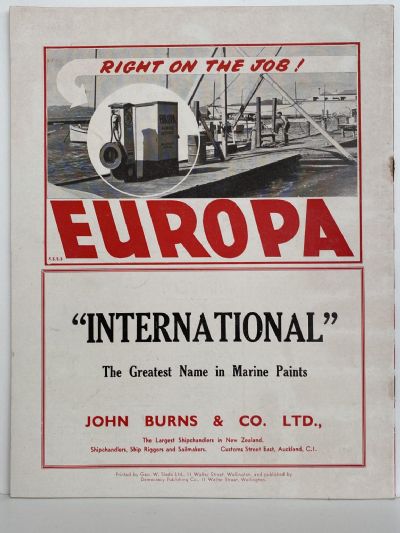 RIGHT ON THE JOB!
EUROPA
EUROPA
"INTERNATIONAL"
The Greatest Name in Marine Paints
JOHN BURNS & CO. LTD.,
The Largest Shipchandlers in New Zealand.
Shipchandlers, Ship Riggers and Sailmakers. Customs Street East, Auckland, C.1.
Printed by Geo. W. Slade Ltd., 11 Walter Street, Wellington, and published by
Democracy Publishing Co., 11 Walter Street, Wellington.